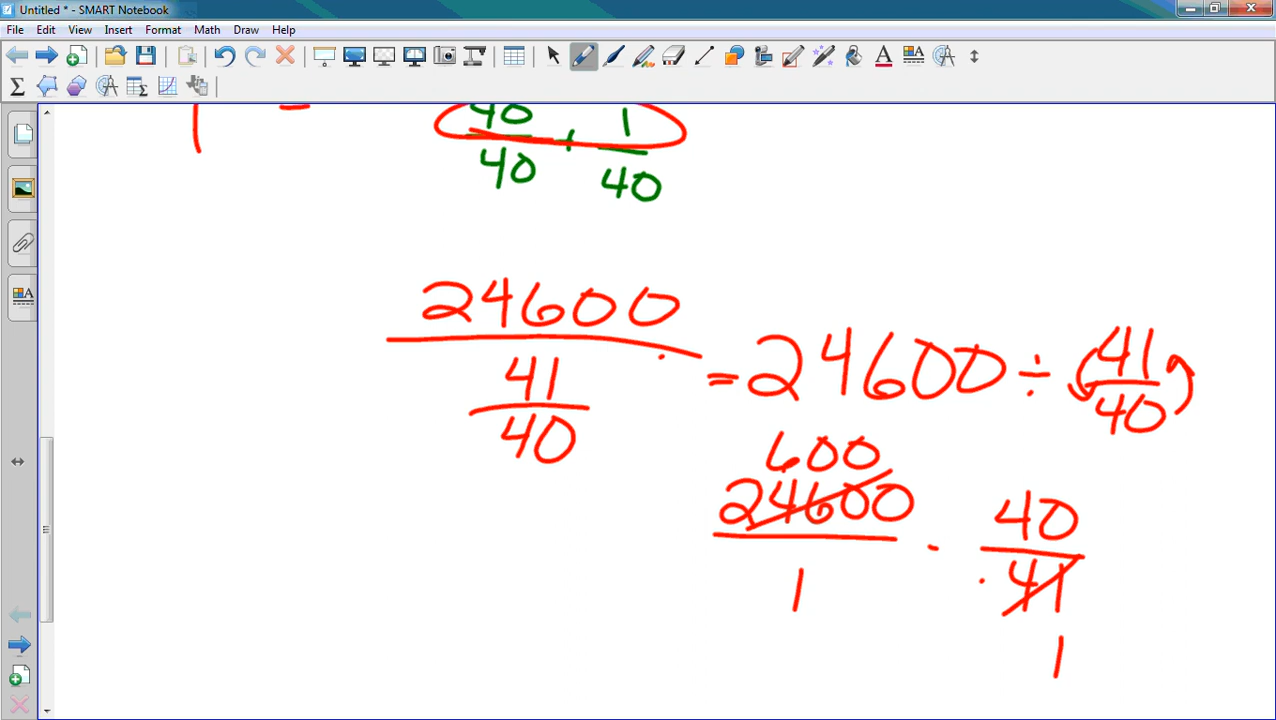 Untitled * - SMART Notebook
File Edit View Insert Format Math Draw Help
1 = 40/40 + 1/40
24600/(41/40) = 24600 ÷ 41/40
600
24600/1 · 40/41
1